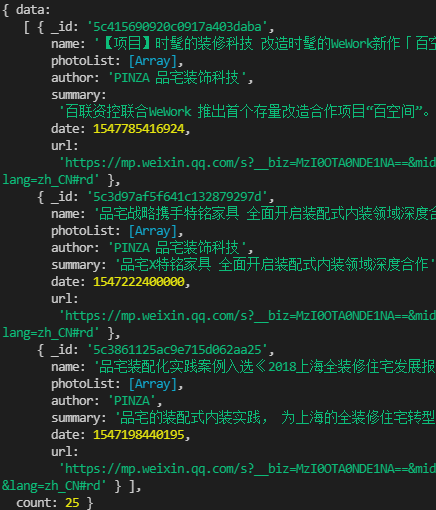 { data:
[ { _id: '5c415690920c0917a403daba',
name: '【项目】时髦的装修科技 改造时髦的WeWork新作「百空
photoList: [Array],
author: 'PINZA 品宅装饰科技',
summary:
'百联资控联合WeWork 推出首个存量改造合作项目“百空间”。
date: 1547785416924,
url:
'https://mp.weixin.qq.com/s?__biz=MzI0OTA0NDE1NA==&mid
lang=zh_CN#rd' },
{ _id: '5c3d97af5f641c132879297d',
name: '品宅战略携手特铭家具 全面开启装配式内装领域深度合
photoList: [Array],
author: 'PINZA 品宅装饰科技',
summary: '品宅X特铭家具 全面开启装配式内装领域深度合作'
date: 1547222400000,
url:
'https://mp.weixin.qq.com/s?__biz=MzI0OTA0NDE1NA==&mid
lang=zh_CN#rd' },
{ _id: '5c3861125ac9e715d062aa25',
name: '品宅装配化实践案例入选《2018上海全装修住宅发展报
photoList: [Array],
author: 'PINZA',
summary: '品宅的装配式内装实践， 为上海的全装修住宅转型
date: 1547198440195,
url:
'https://mp.weixin.qq.com/s?__biz=MzI0OTA0NDE1NA==&mid
&lang=zh_CN#rd' } ],
count: 25 }